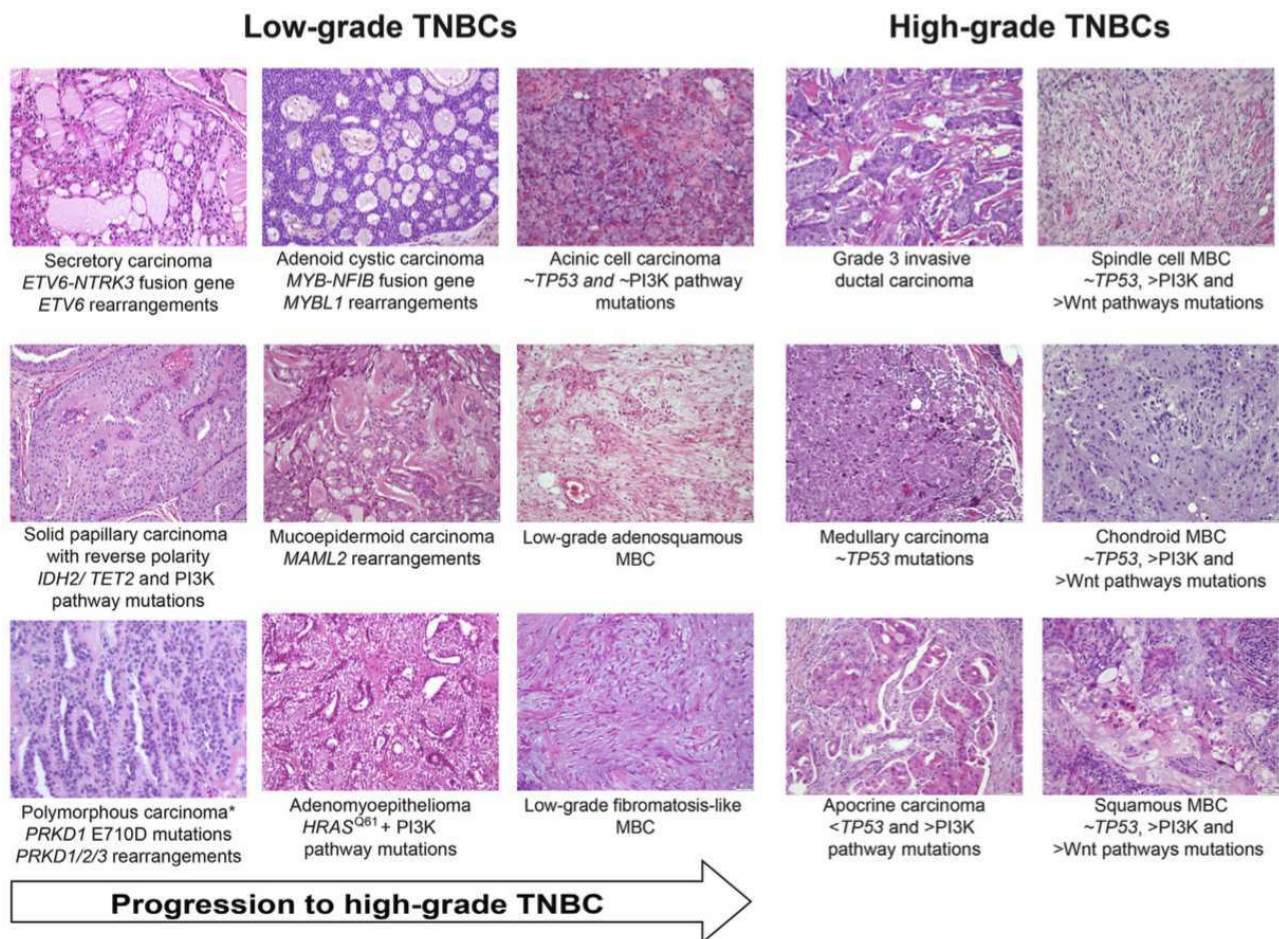 Low-grade TNBCs
High-grade TNBCs
Secretory carcinoma
ETV6-NTRK3 fusion gene
ETV6 rearrangements
Adenoid cystic carcinoma
MYB-NFIB fusion gene
MYBL1 rearrangements
Acinic cell carcinoma
~TP53 and ~PI3K pathway
mutations
Grade 3 invasive
ductal carcinoma
Spindle cell MBC
~TP53, >PI3K and
>Wnt pathways mutations
Solid papillary carcinoma
with reverse polarity
IDH2/ TET2 and PI3K
pathway mutations
Mucoepidermoid carcinoma
MAML2 rearrangements
Low-grade adenosquamous
MBC
Medullary carcinoma
~TP53 mutations
Chondroid MBC
~TP53, >PI3K and
>Wnt pathways mutations
Polymorphous carcinoma*
PRKD1 E710D mutations
PRKD1/2/3 rearrangements
Adenomyoepithelioma
HRAS^Q61 + PI3K
pathway mutations
Low-grade fibromatosis-like
MBC
Apocrine carcinoma
<TP53 and >PI3K
pathway mutations
Squamous MBC
~TP53, >PI3K and
>Wnt pathways mutations
Progression to high-grade TNBC